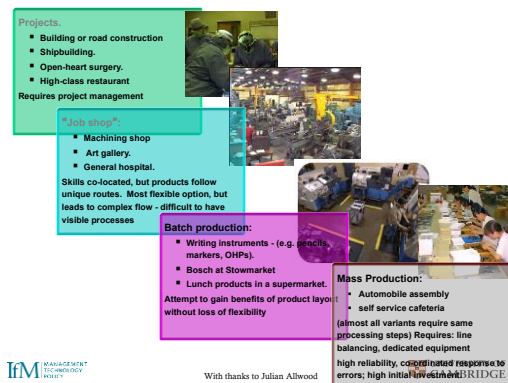 Projects.
Building or road construction
Shipbuilding.
Open-heart surgery.
High-class restaurant
Requires project management
"Job shop":
Machining shop
Art gallery.
General hospital.
Skills co-located, but products follow
unique routes. Most flexible option, but
leads to complex flow - difficult to have
visible processes
Batch production:
Writing instruments - (e.g. pencils,
markers, OHPs).
Bosch at Stowmarket
Lunch products in a supermarket.
Attempt to gain benefits of product layout
without loss of flexibility
Mass Production:
Automobile assembly
self service cafeteria
(almost all variants require same
processing steps) Requires: line
balancing, dedicated equipment
high reliability, co-ordinated response to
errors; high initial investment.
CAMBRIDGE
IfM MANAGEMENT
TECHNOLOGY
POLICY
With thanks to Julian Allwood